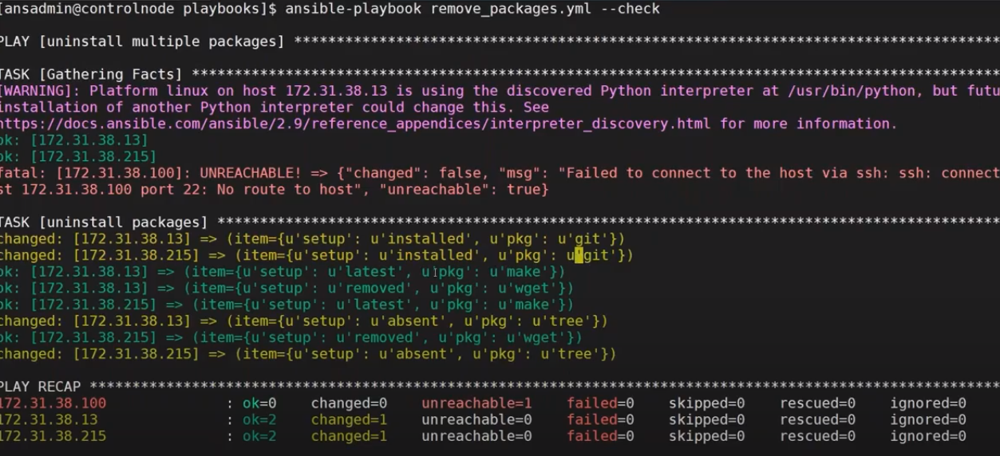 [ansadmin@controlnode playbooks]$ ansible-playbook remove_packages.yml --check
PLAY [uninstall multiple packages] ******************************************************************************
TASK [Gathering Facts] ******************************************************************************************
[WARNING]: Platform linux on host 172.31.38.13 is using the discovered Python interpreter at /usr/bin/python, but futu
installation of another Python interpreter could change this. See
https://docs.ansible.com/ansible/2.9/reference_appendices/interpreter_discovery.html for more information.
ok: [172.31.38.13]
ok: [172.31.38.215]
fatal: [172.31.38.100]: UNREACHABLE! => {"changed": false, "msg": "Failed to connect to the host via ssh: ssh: connect
st 172.31.38.100 port 22: No route to host", "unreachable": true}
TASK [uninstall packages] ***************************************************************************************
changed: [172.31.38.13] => (item={u'setup': u'installed', u'pkg': u'git'})
changed: [172.31.38.215] => (item={u'setup': u'installed', u'pkg': u'git'})
ok: [172.31.38.13] => (item={u'setup': u'latest', u'pkg': u'make'})
ok: [172.31.38.13] => (item={u'setup': u'removed', u'pkg': u'wget'})
ok: [172.31.38.215] => (item={u'setup': u'latest', u'pkg': u'make'})
changed: [172.31.38.13] => (item={u'setup': u'absent', u'pkg': u'tree'})
ok: [172.31.38.215] => (item={u'setup': u'removed', u'pkg': u'wget'})
changed: [172.31.38.215] => (item={u'setup': u'absent', u'pkg': u'tree'})
PLAY RECAP ******************************************************************************************************
172.31.38.100 : ok=0 changed=0 unreachable=1 failed=0 skipped=0 rescued=0 ignored=0
172.31.38.13 : ok=2 changed=1 unreachable=0 failed=0 skipped=0 rescued=0 ignored=0
172.31.38.215 : ok=2 changed=1 unreachable=0 failed=0 skipped=0 rescued=0 ignored=0